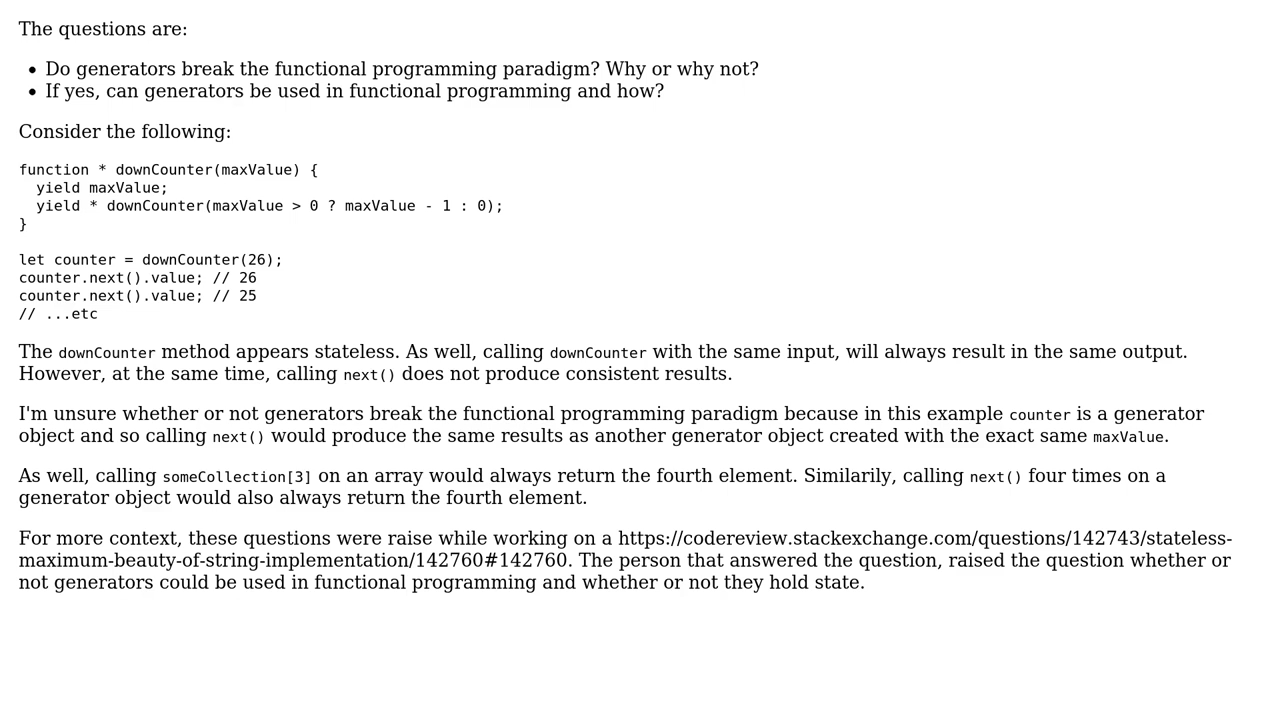 The questions are:
• Do generators break the functional programming paradigm? Why or why not?
• If yes, can generators be used in functional programming and how?
Consider the following:
function * downCounter(maxValue) {
  yield maxValue;
  yield * downCounter(maxValue > 0 ? maxValue - 1 : 0);
}
let counter = downCounter(26);
counter.next().value; // 26
counter.next().value; // 25
// ...etc
The downCounter method appears stateless. As well, calling downCounter with the same input, will always result in the same output.
However, at the same time, calling next() does not produce consistent results.
I'm unsure whether or not generators break the functional programming paradigm because in this example counter is a generator
object and so calling next() would produce the same results as another generator object created with the exact same maxValue.
As well, calling someCollection[3] on an array would always return the fourth element. Similarily, calling next() four times on a
generator object would also always return the fourth element.
For more context, these questions were raise while working on a https://codereview.stackexchange.com/questions/142743/stateless-
maximum-beauty-of-string-implementation/142760#142760. The person that answered the question, raised the question whether or
not generators could be used in functional programming and whether or not they hold state.